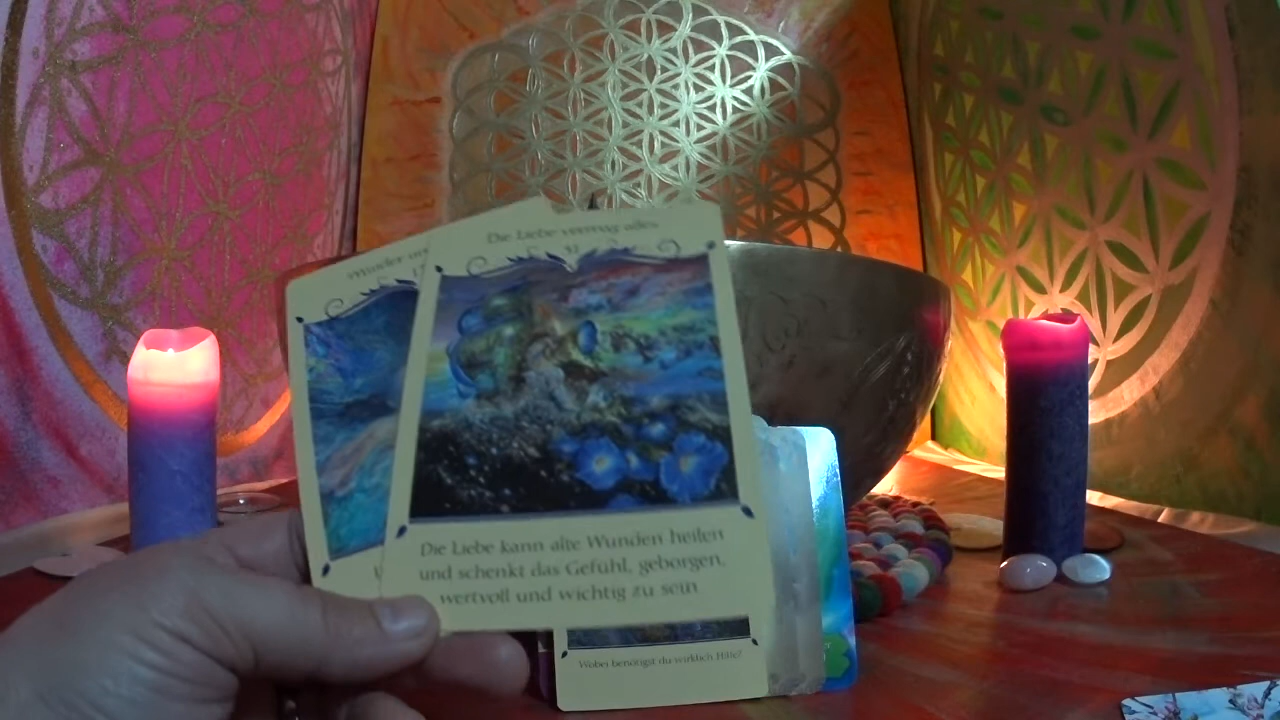 Die Liebe vermag alles
Wunder
Die Liebe kann alte Wunden heilen
und schenkt das Gefühl, geborgen,
wertvoll und wichtig zu sein
Wobei benötigst du wirklich Hilfe?